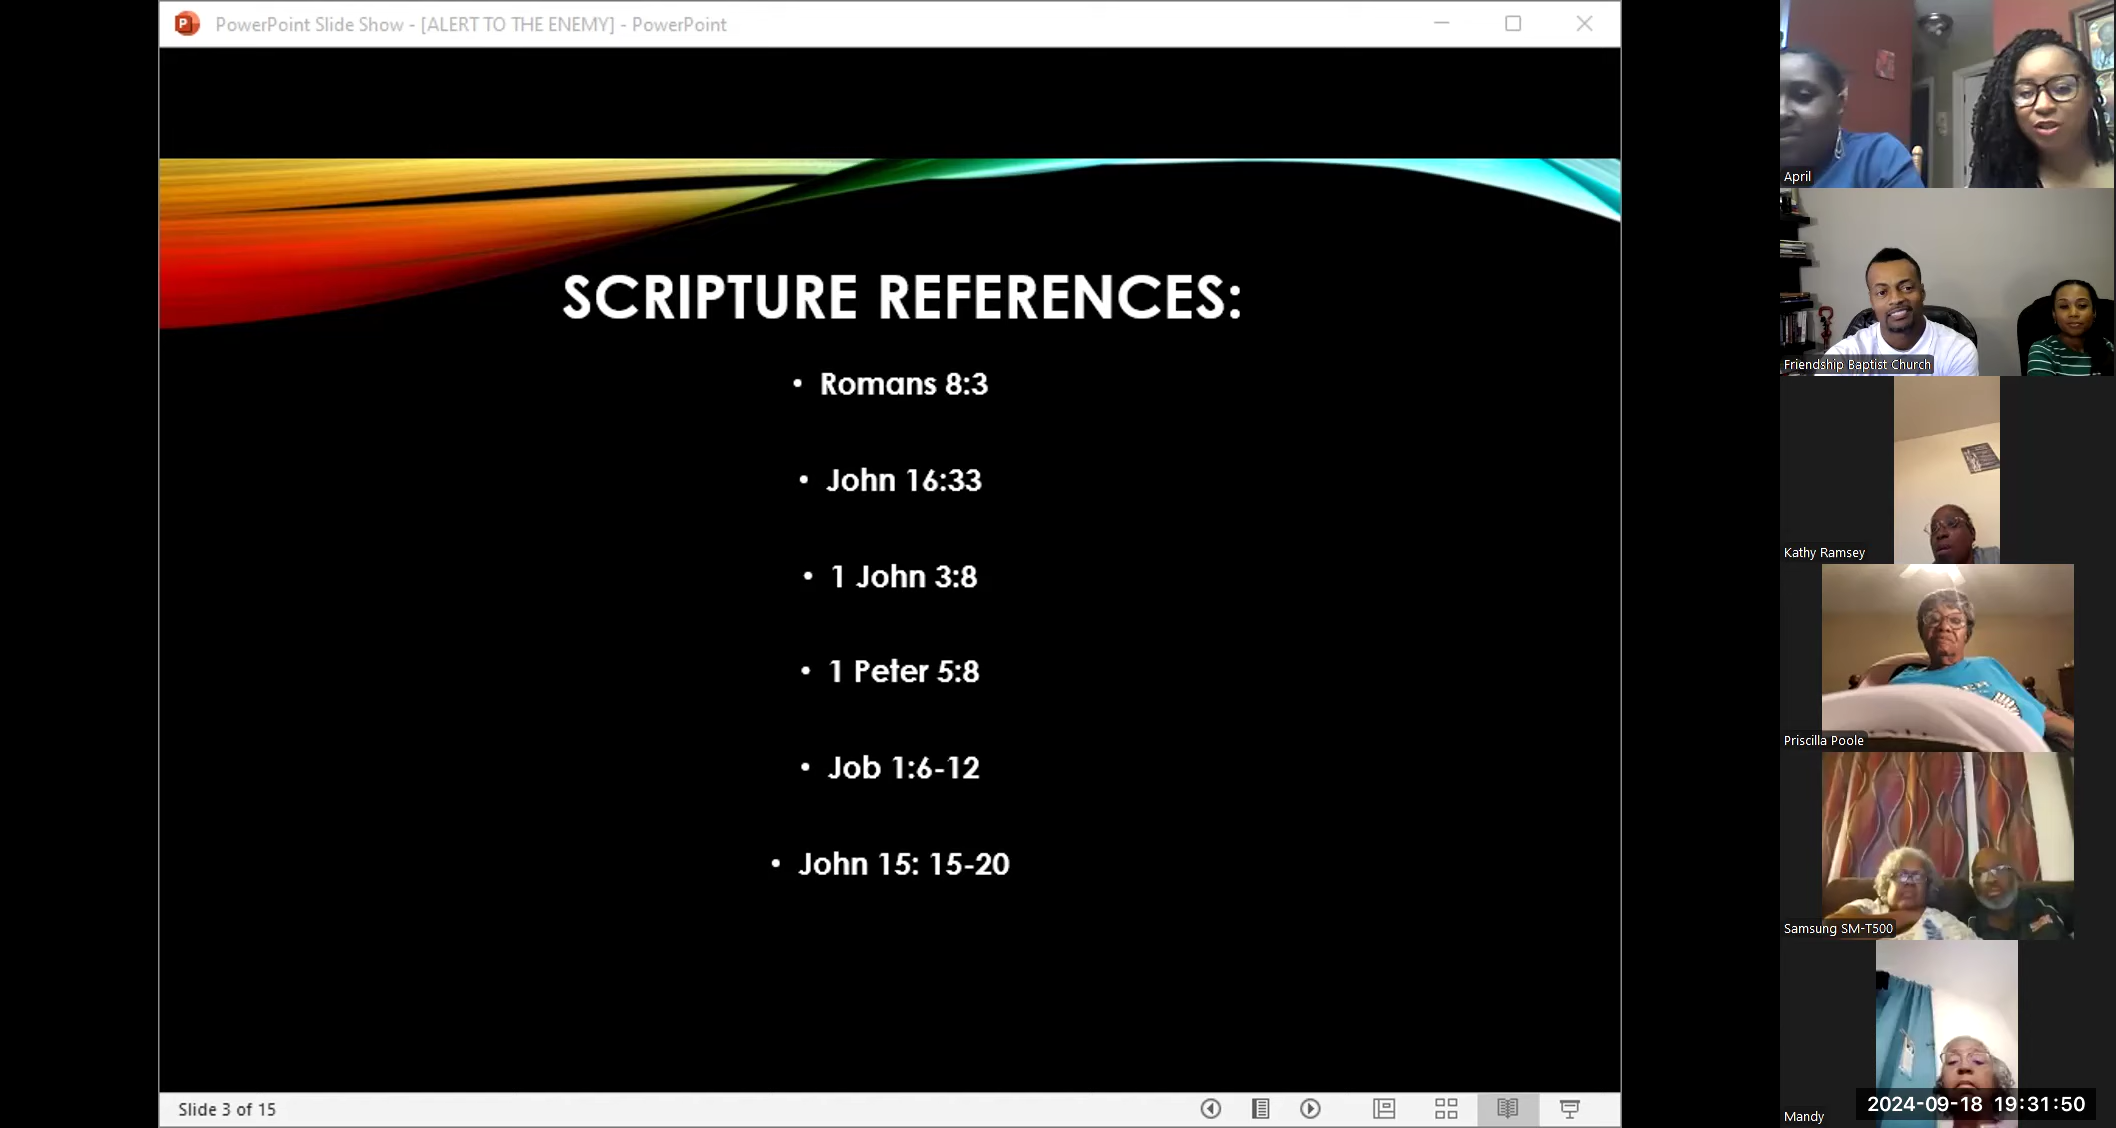 PowerPoint Slide Show - [ALERT TO THE ENEMY] - PowerPoint
SCRIPTURE REFERENCES:
• Romans 8:3
• John 16:33
• 1 John 3:8
• 1 Peter 5:8
• Job 1:6-12
• John 15: 15-20
Slide 3 of 15
April
Friendship Baptist Church
Kathy Ramsey
Priscilla Poole
Samsung SM-T500
Mandy
2024-09-18 19:31:50